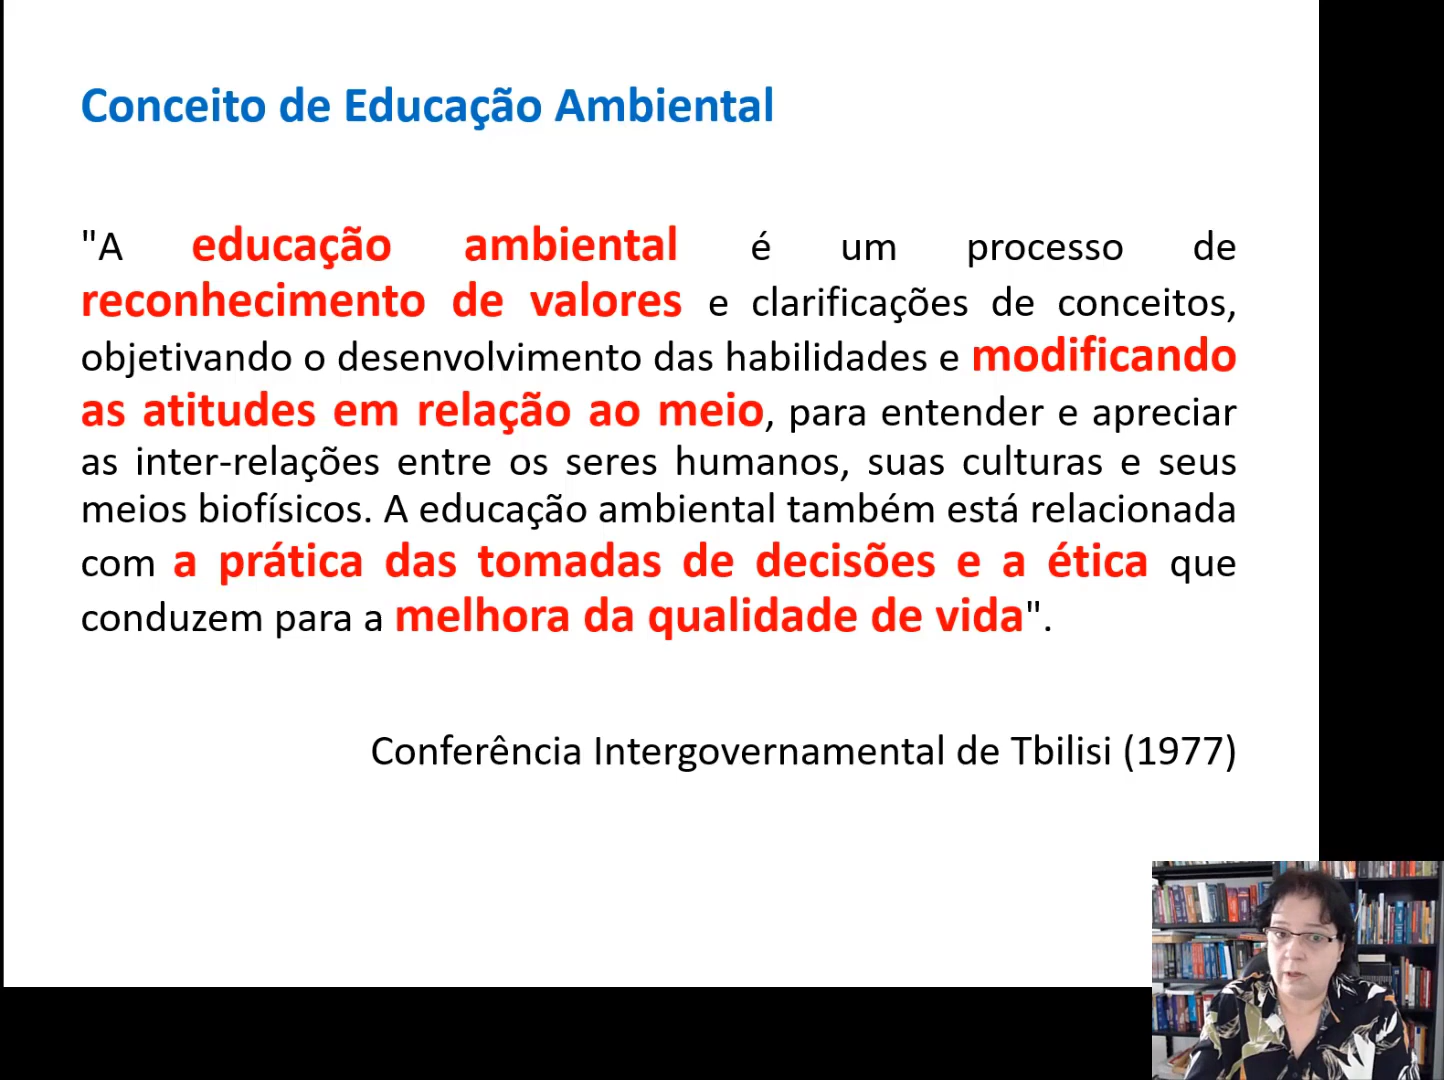 Conceito de Educação Ambiental
"A educação ambiental é um processo de
reconhecimento de valores e clarificações de conceitos,
objetivando o desenvolvimento das habilidades e modificando
as atitudes em relação ao meio, para entender e apreciar
as inter-relações entre os seres humanos, suas culturas e seus
meios biofísicos. A educação ambiental também está relacionada
com a prática das tomadas de decisões e a ética que
conduzem para a melhora da qualidade de vida".
Conferência Intergovernamental de Tbilisi (1977)